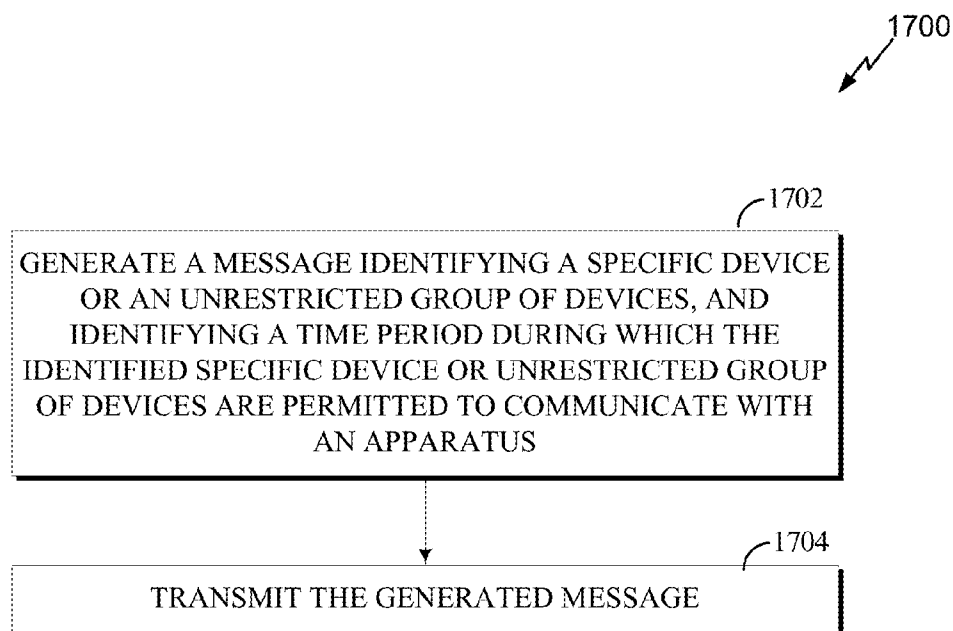 1700
1702
GENERATE A MESSAGE IDENTIFYING A SPECIFIC DEVICE
OR AN UNRESTRICTED GROUP OF DEVICES, AND
IDENTIFYING A TIME PERIOD DURING WHICH THE
IDENTIFIED SPECIFIC DEVICE OR UNRESTRICTED GROUP
OF DEVICES ARE PERMITTED TO COMMUNICATE WITH
AN APPARATUS
1704
TRANSMIT THE GENERATED MESSAGE